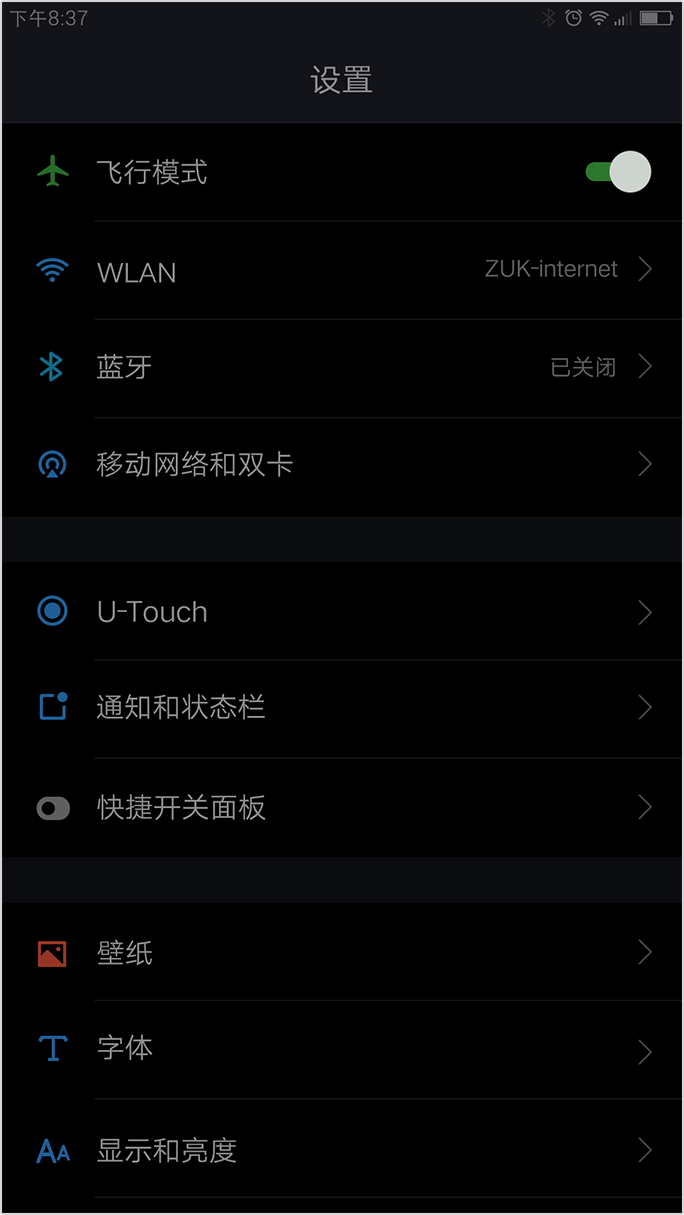 下午8:37
设置
飞行模式
WLAN ZUK-internet
蓝牙 已关闭
移动网络和双卡
U-Touch
通知和状态栏
快捷开关面板
壁纸
字体
AA 显示和亮度